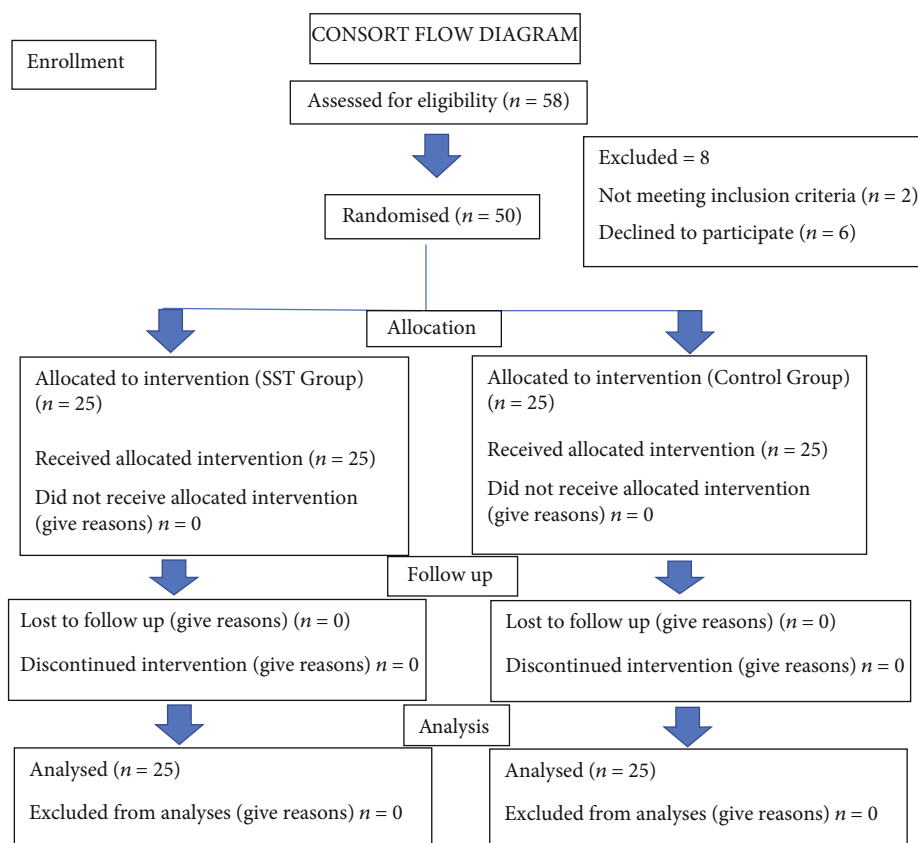 CONSORT FLOW DIAGRAM
Enrollment
Assessed for eligibility (n = 58)
Excluded = 8
Not meeting inclusion criteria (n = 2)
Declined to participate (n = 6)
Randomised (n = 50)
Allocation
Allocated to intervention (SST Group)
(n = 25)
Received allocated intervention (n = 25)
Did not receive allocated intervention
(give reasons) n = 0
Allocated to intervention (Control Group)
(n = 25)
Received allocated intervention (n = 25)
Did not receive allocated intervention
(give reasons) n = 0
Follow up
Lost to follow up (give reasons) (n = 0)
Discontinued intervention (give reasons) n = 0
Lost to follow up (give reasons) (n = 0)
Discontinued intervention (give reasons) n = 0
Analysis
Analysed (n = 25)
Excluded from analyses (give reasons) n = 0
Analysed (n = 25)
Excluded from analyses (give reasons) n = 0